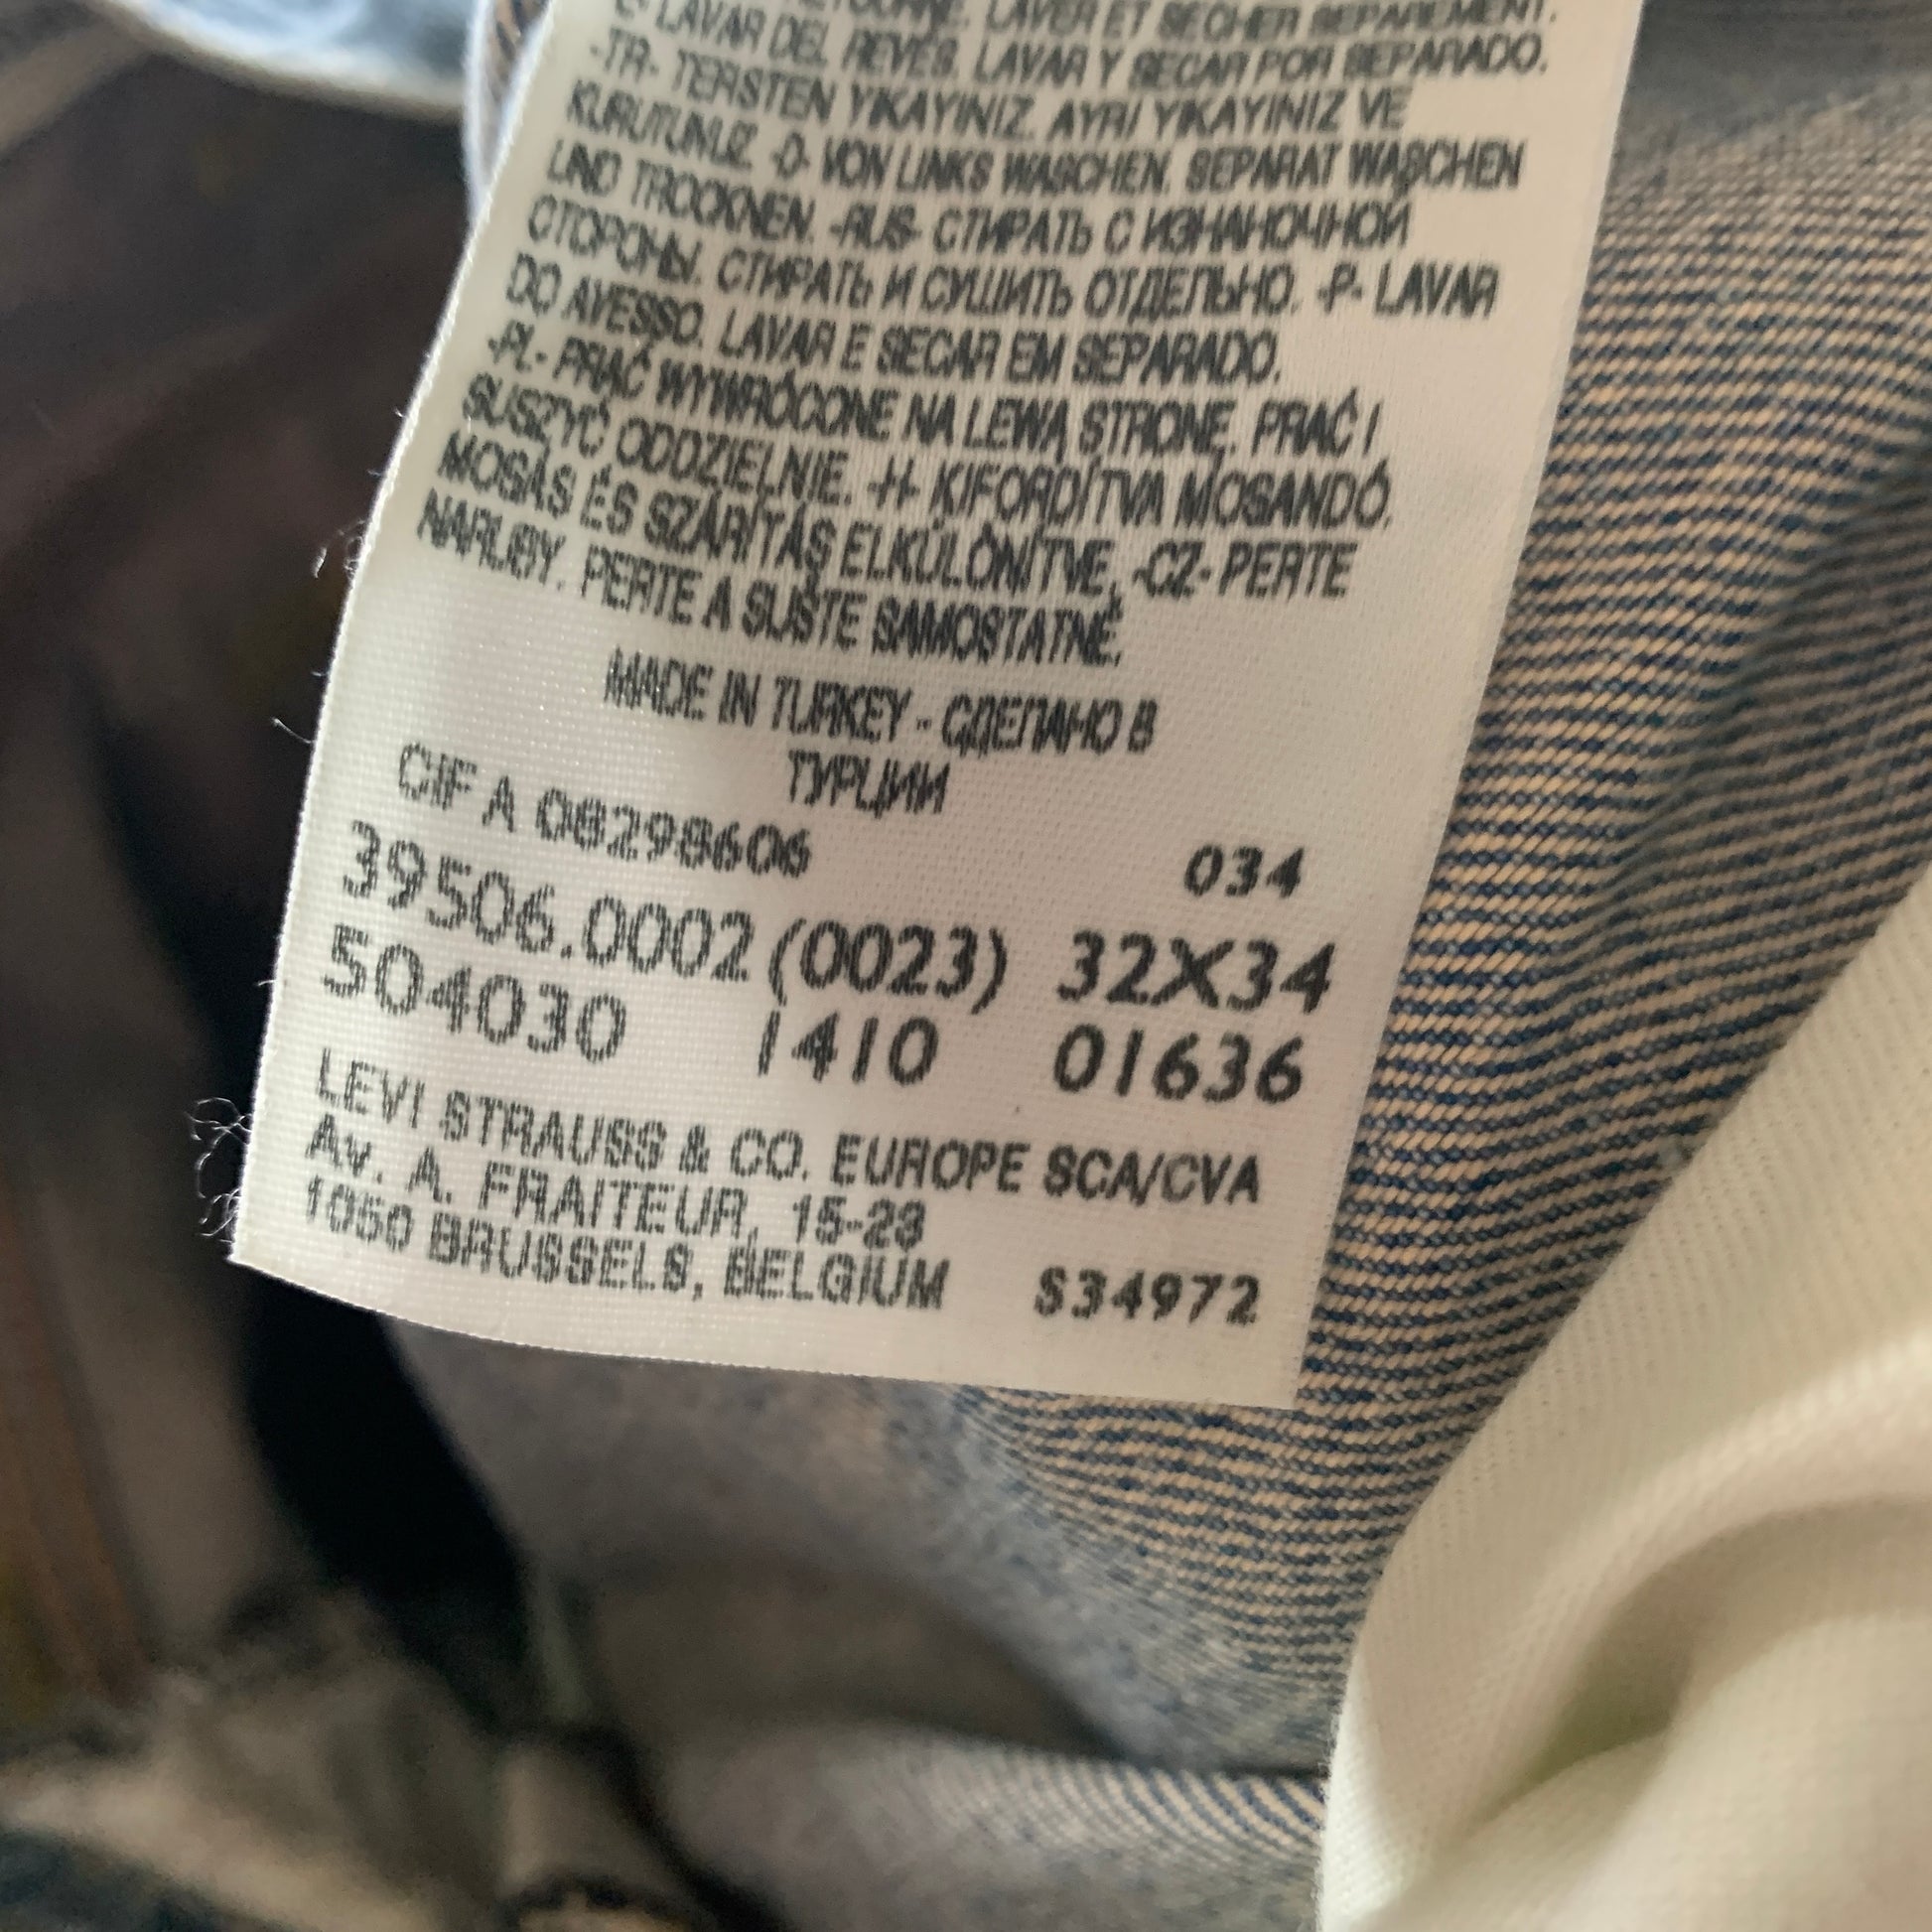 LAVER ET SECHER SEPAREMENT.
LAVAR DEL REVÉS. LAVAR Y SECAR POR SEPARADO.
-TR- TERSTEN YIKAYINIZ. AYRI YIKAYINIZ VE
KURUTUNUZ. -D- VON LINKS WASCHEN. SEPARAT WASCHEN
UND TROCKNEN. -RUS- СТИРАТЬ С ИЗНАНОЧНОЙ
СТОРОНЫ. СТИРАТЬ И СУШИТЬ ОТДЕЛЬНО. -P- LAVAR
DO AVESSO. LAVAR E SECAR EM SEPARADO.
-PL- PRAĆ WYWRÓCONE NA LEWĄ STRONE. PRAĆ I
SUSZYĆ ODDZIELNIE. -H- KIFORDÍTVA MOSANDÓ.
MOSÁS ÉS SZÁRÍTÁS ELKÜLÖNÍTVE. -CZ- PERTE
NARUBY. PERTE A SUŠTE SAMOSTATNĚ.
MADE IN TURKEY - СДЕЛАНО В
ТУРЦИИ
CIF A 08298606 034
39506.0002 (0023) 32X34
504030 1410 01636
LEVI STRAUSS & CO. EUROPE SCA/CVA
Av. A. FRAITEUR, 15-23
1050 BRUSSELS, BELGIUM S34972